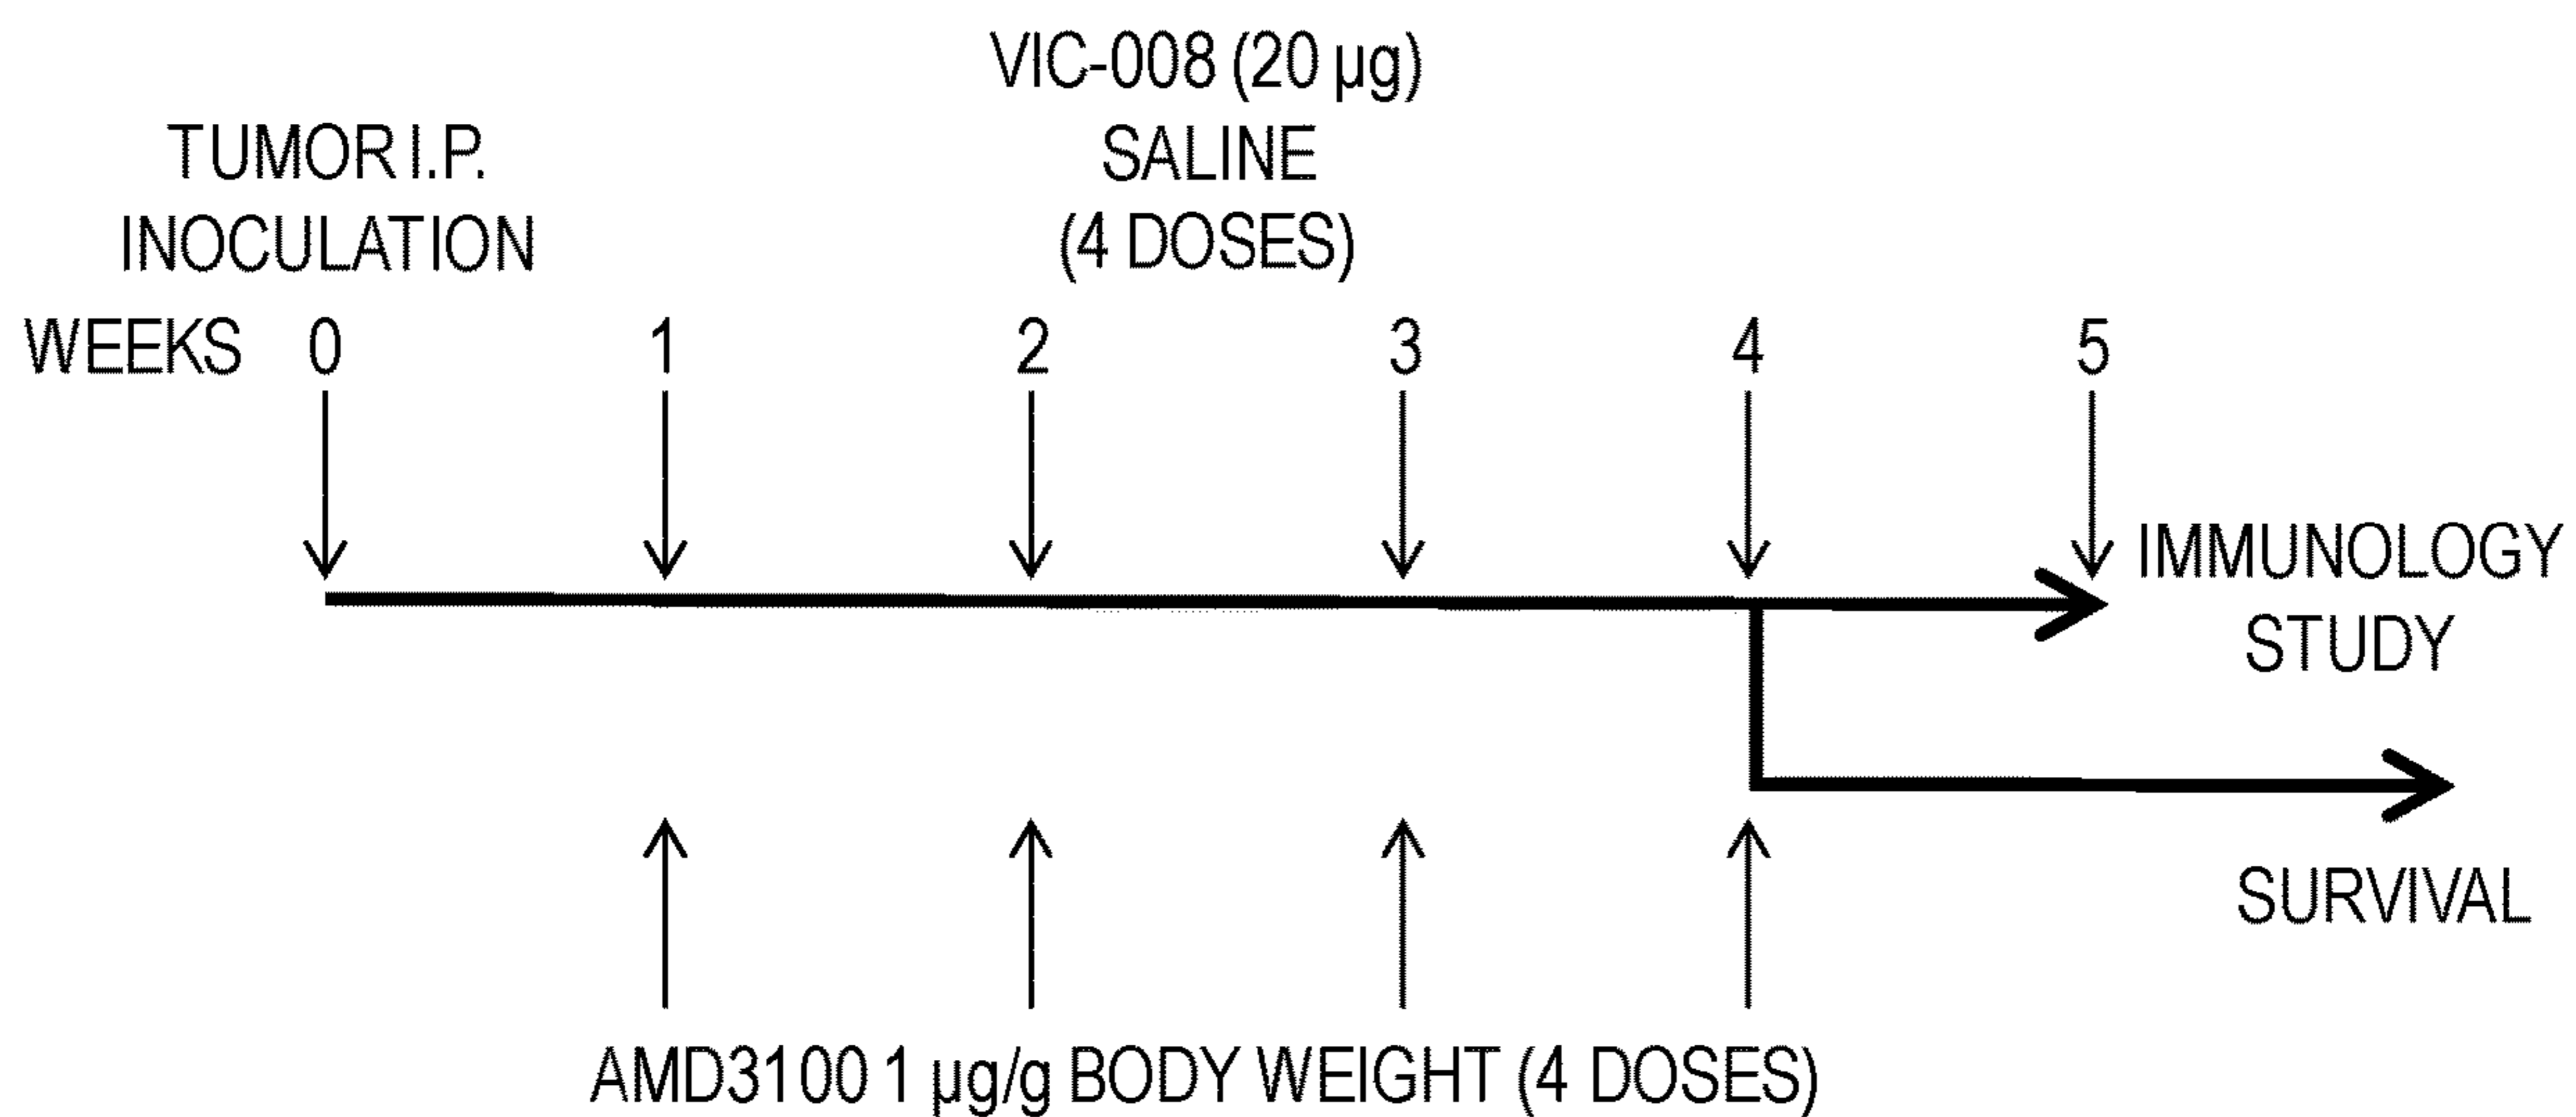 VIC-008 (20 µg)
SALINE
(4 DOSES)
TUMOR I.P.
INOCULATION
WEEKS 0 1 2 3 4 5
IMMUNOLOGY
STUDY
SURVIVAL
AMD3100 1 µg/g BODY WEIGHT (4 DOSES)